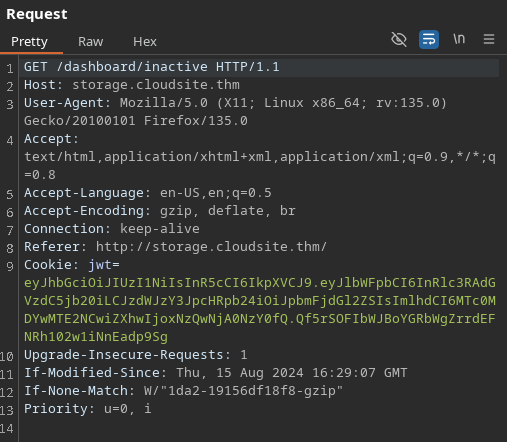 Request
Pretty Raw Hex \n
1 GET /dashboard/inactive HTTP/1.1
2 Host: storage.cloudsite.thm
3 User-Agent: Mozilla/5.0 (X11; Linux x86_64; rv:135.0)
Gecko/20100101 Firefox/135.0
4 Accept:
text/html,application/xhtml+xml,application/xml;q=0.9,*/*;q
=0.8
5 Accept-Language: en-US,en;q=0.5
6 Accept-Encoding: gzip, deflate, br
7 Connection: keep-alive
8 Referer: http://storage.cloudsite.thm/
9 Cookie: jwt=
eyJhbGciOiJIUzI1NiIsInR5cCI6IkpXVCJ9.eyJlbWFpbCI6InRlc3RAdG
VzdC5jb20iLCJzdWJzY3JpcHRpb24iOiJpbmFjdGl2ZSIsImlhdCI6MTc0M
DYwMTE2NCwiZXhwIjoxNzQwNjA0NzY0fQ.Qf5rSOFIbWJBoYGRbWgZrrdEF
NRh102w1iNnEadp9Sg
10 Upgrade-Insecure-Requests: 1
11 If-Modified-Since: Thu, 15 Aug 2024 16:29:07 GMT
12 If-None-Match: W/"1da2-19156df18f8-gzip"
13 Priority: u=0, i
14